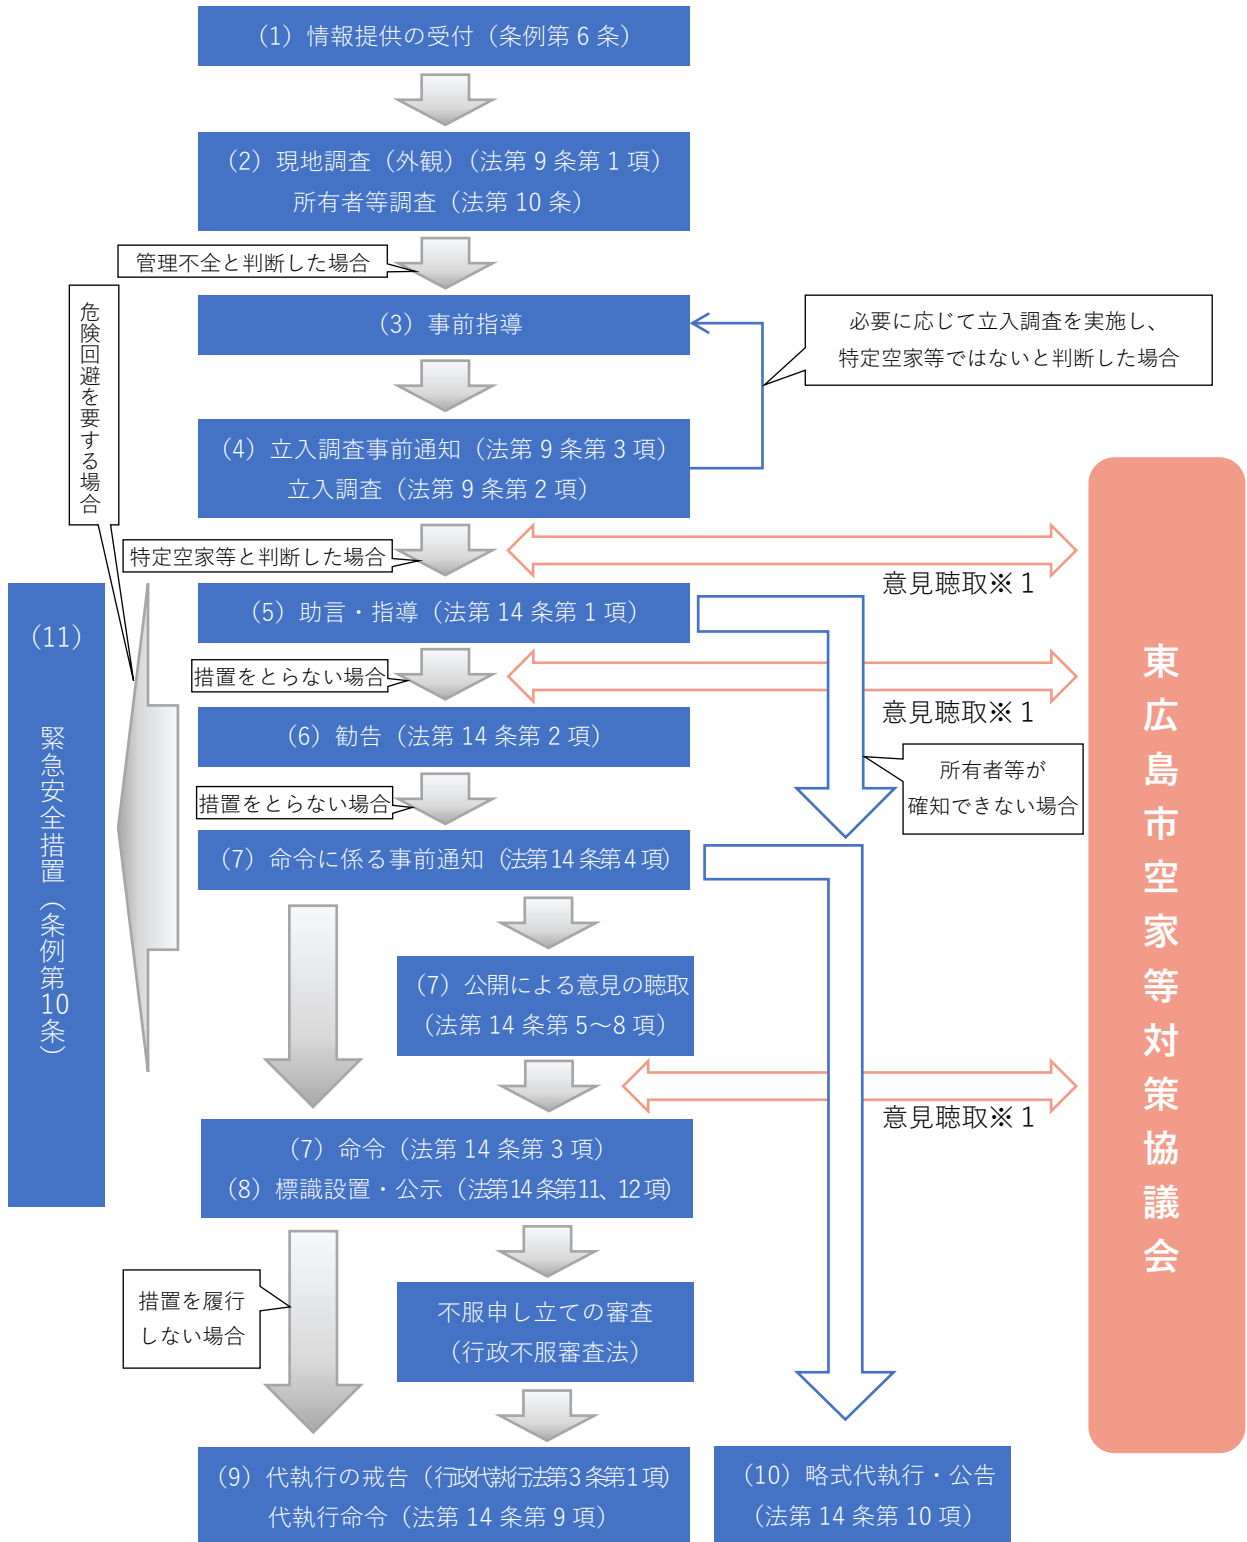 （1）情報提供の受付（条例第 6 条）
（2）現地調査（外観）（法第 9 条第 1 項）
所有者等調査（法第 10 条）
管理不全と判断した場合
危険回避を要する場合
（3）事前指導
必要に応じて立入調査を実施し、
特定空家等ではないと判断した場合
（4）立入調査事前通知（法第 9 条第 3 項）
立入調査（法第 9 条第 2 項）
特定空家等と判断した場合
意見聴取※１
（5）助言・指導（法第 14 条第 1 項）
（11）
緊急安全措置（条例第10条）
措置をとらない場合
意見聴取※１
（6）勧告（法第 14 条第 2 項）
所有者等が
確知できない場合
措置をとらない場合
（7）命令に係る事前通知（法第14 条第4 項）
（7）公開による意見の聴取
（法第 14 条第 5～8 項）
意見聴取※１
（7）命令（法第 14 条第 3 項）
（8）標識設置・公示（法第14 条第11、12 項）
措置を履行
しない場合
不服申し立ての審査
（行政不服審査法）
（9）代執行の戒告（行政代執行法第3 条第1 項）
代執行命令（法第 14 条第 9 項）
（10）略式代執行・公告
（法第 14 条第 10 項）
東広島市空家等対策協議会